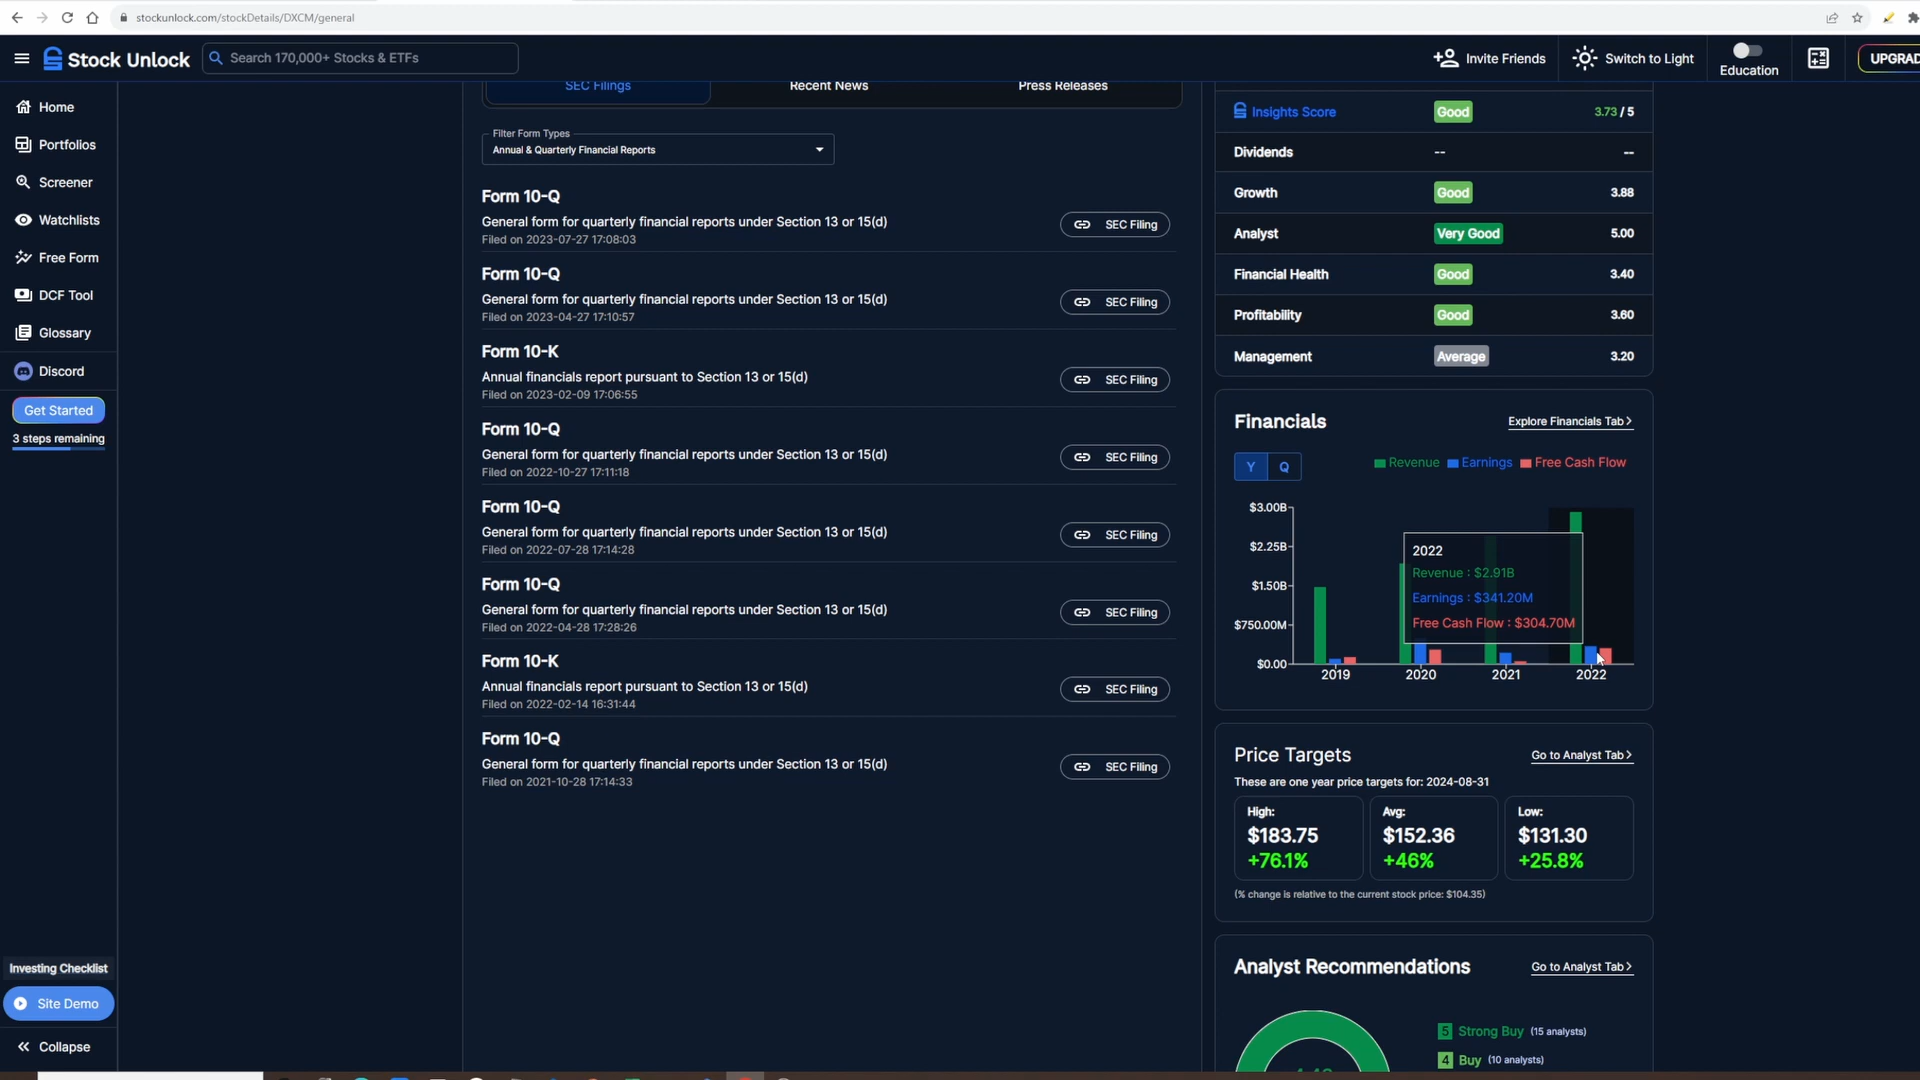 stockunlock.com/stockDetails/DXCM/general
Stock Unlock
Search 170,000+ Stocks & ETFs
Invite Friends
Switch to Light
Education
UPGRAD
Home
Portfolios
Screener
Watchlists
Free Form
DCF Tool
Glossary
Discord
Get Started
3 steps remaining
Investing Checklist
Site Demo
Collapse
SEC Filings
Recent News
Press Releases
Filter Form Types
Annual & Quarterly Financial Reports
Form 10-Q
General form for quarterly financial reports under Section 13 or 15(d)
Filed on 2023-07-27 17:08:03
SEC Filing
Form 10-Q
General form for quarterly financial reports under Section 13 or 15(d)
Filed on 2023-04-27 17:10:57
SEC Filing
Form 10-K
Annual financials report pursuant to Section 13 or 15(d)
Filed on 2023-02-09 17:06:55
SEC Filing
Form 10-Q
General form for quarterly financial reports under Section 13 or 15(d)
Filed on 2022-10-27 17:11:18
SEC Filing
Form 10-Q
General form for quarterly financial reports under Section 13 or 15(d)
Filed on 2022-07-28 17:14:28
SEC Filing
Form 10-Q
General form for quarterly financial reports under Section 13 or 15(d)
Filed on 2022-04-28 17:28:26
SEC Filing
Form 10-K
Annual financials report pursuant to Section 13 or 15(d)
Filed on 2022-02-14 16:31:44
SEC Filing
Form 10-Q
General form for quarterly financial reports under Section 13 or 15(d)
Filed on 2021-10-28 17:14:33
SEC Filing
Insights Score Good 3.73 / 5
Dividends -- --
Growth Good 3.88
Analyst Very Good 5.00
Financial Health Good 3.40
Profitability Good 3.60
Management Average 3.20
Financials
Explore Financials Tab
Y Q
Revenue Earnings Free Cash Flow
$3.00B
$2.25B
$1.50B
$750.00M
$0.00
2022
Revenue : $2.91B
Earnings : $341.20M
Free Cash Flow : $304.70M
2019 2020 2021 2022
Price Targets
Go to Analyst Tab
These are one year price targets for: 2024-08-31
High:
$183.75
+76.1%
Avg:
$152.36
+46%
Low:
$131.30
+25.8%
(% change is relative to the current stock price: $104.35)
Analyst Recommendations
Go to Analyst Tab
5 Strong Buy (15 analysts)
4 Buy (10 analysts)